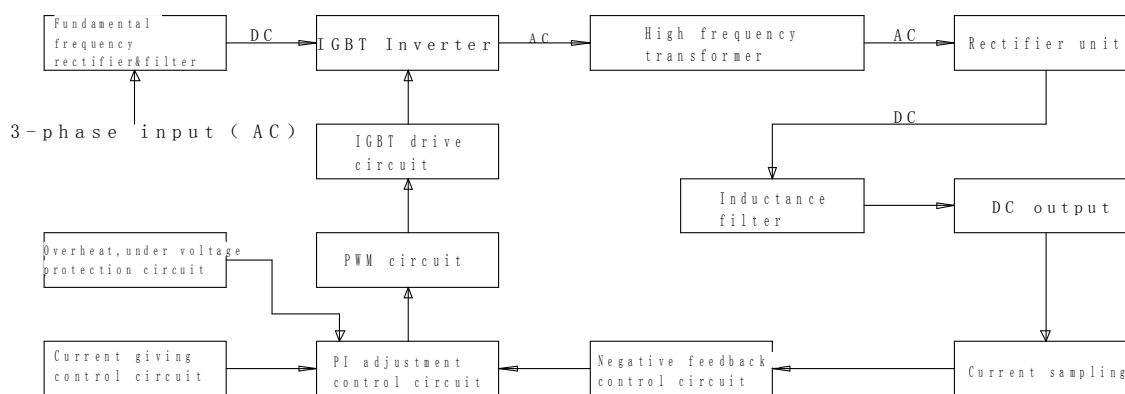 Fundamental
frequency
rectifier&filter
DC
IGBT Inverter
AC
High frequency
transformer
AC
Rectifier unit
3-phase input( AC)
DC
IGBT drive
circuit
Inductance
filter
DC output
Overheat,under voltage
protection circuit
PWM circuit
Current giving
control circuit
PI adjustment
control circuit
Negative feedback
control circuit
Current sampling